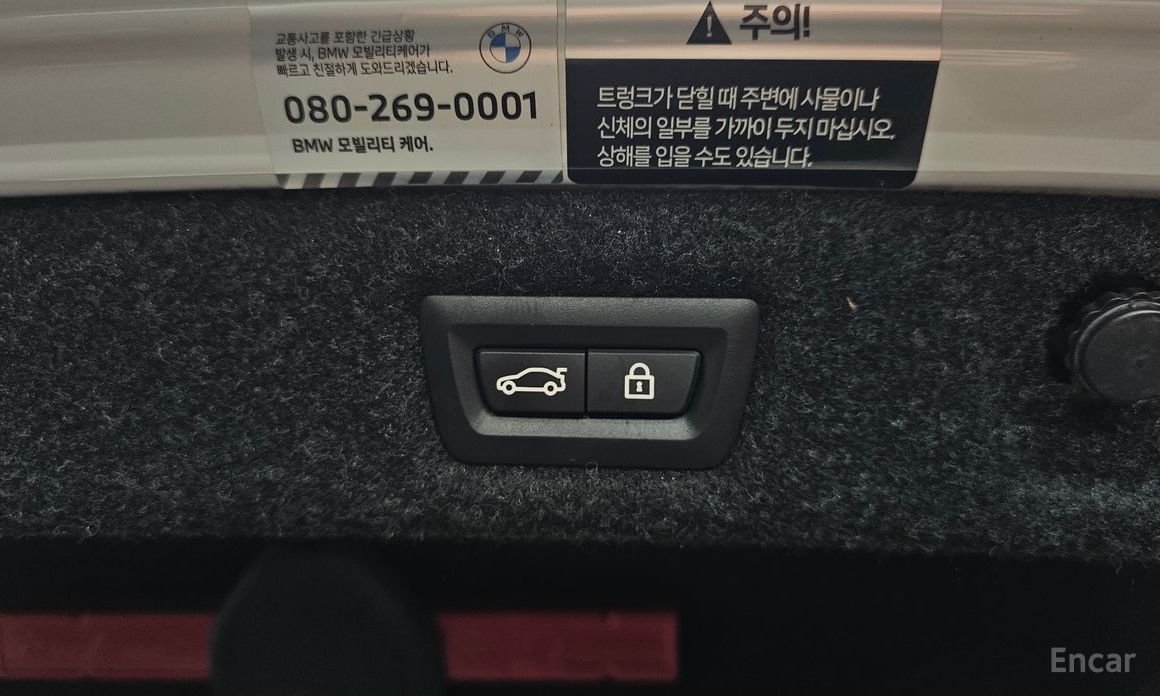 교통사고를 포함한 긴급상황
발생 시, BMW 모빌리티케어가
빠르고 친절하게 도와드리겠습니다.
BMW
080-269-0001
BMW 모빌리티 케어.
주의!
트렁크가 닫힐 때 주변에 사물이나
신체의 일부를 가까이 두지 마십시오.
상해를 입을 수도 있습니다.
Encar